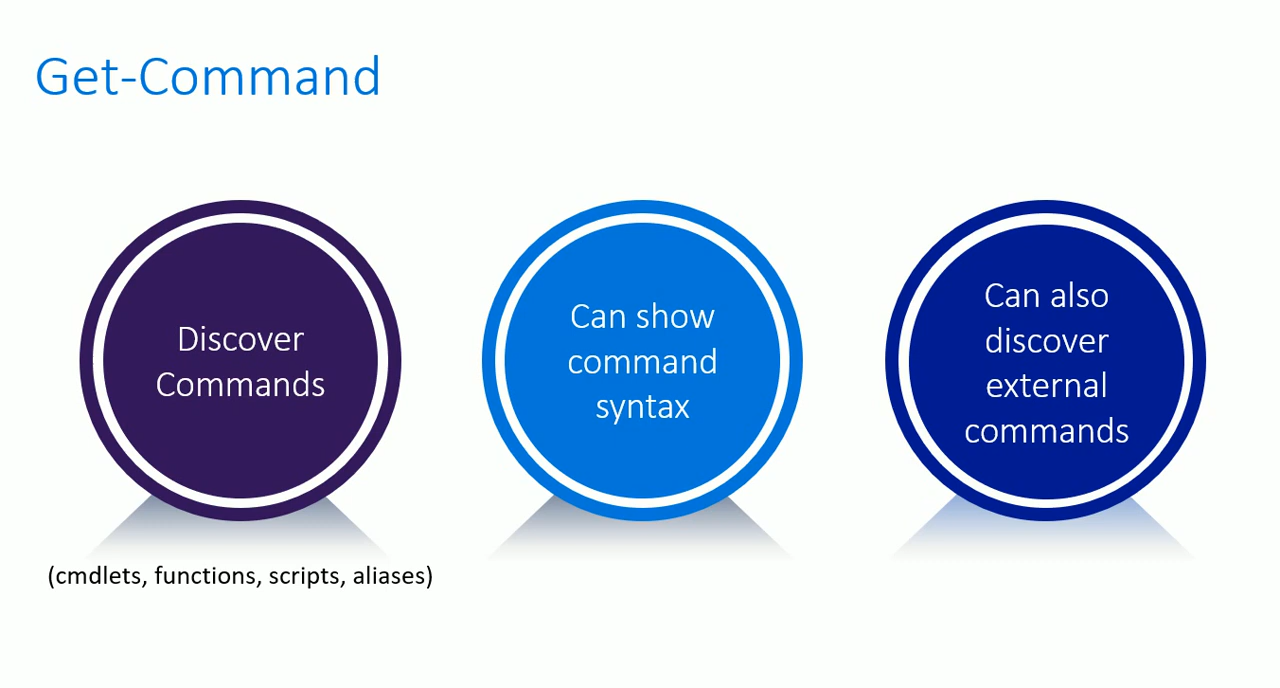 Get-Command
Discover
Commands
Can show
command
syntax
Can also
discover
external
commands
(cmdlets, functions, scripts, aliases)